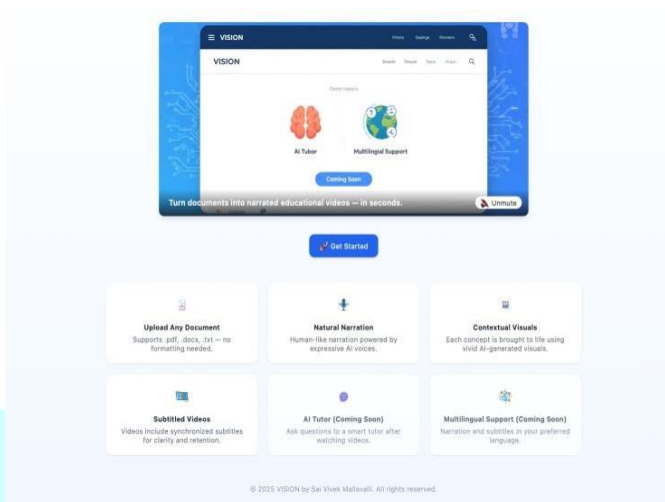 VISION
VISION
AI Tubor
Multilingtal Support
Coming Soon
Turn documents into narrated educational videos — in seconds.
Unmute
Get Started
Upload Any Document
Supports .pdf, .docx, .txt — no
formatting needed.
Natural Narration
Human-like narration powered by
expressive AI voices.
Contextual Visuals
Each concept is brought to life using
vivid AI-generated visuals.
Subtitled Videos
Videos include synchronized subtitles
for clarity and retention.
AI Tutor (Coming Soon)
Ask questions to a smart tutor after
watching videos.
Multilingual Support (Coming Soon)
Narration and subtitles in your preferred
language.
© 2025 VISION by Sai Vivek Mallavalli. All rights reserved.